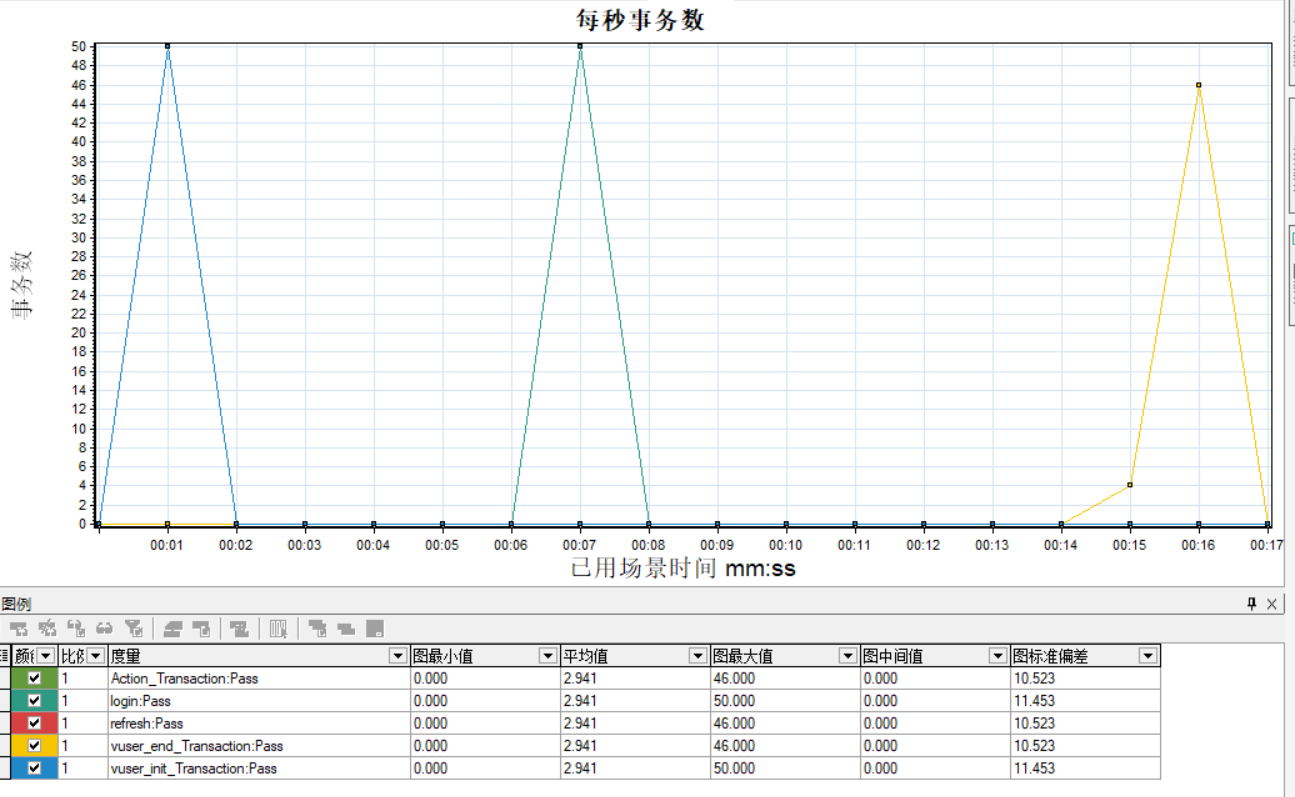 每秒事务数
50
48
46
44
42
40
38
36
34
32
30
28
26
24
22
20
18
16
14
12
10
8
6
4
2
0
事务数
00:01 00:02 00:03 00:04 00:05 00:06 00:07 00:08 00:09 00:10 00:11 00:12 00:13 00:14 00:15 00:16 00:17
已用场景时间 mm:ss
图例
度量 图最小值 平均值 图最大值 图中间值 图标准偏差
1 Action_Transaction:Pass 0.000 2.941 46.000 0.000 10.523
1 login:Pass 0.000 2.941 50.000 0.000 11.453
1 refresh:Pass 0.000 2.941 46.000 0.000 10.523
1 vuser_end_Transaction:Pass 0.000 2.941 46.000 0.000 10.523
1 vuser_init_Transaction:Pass 0.000 2.941 50.000 0.000 11.453